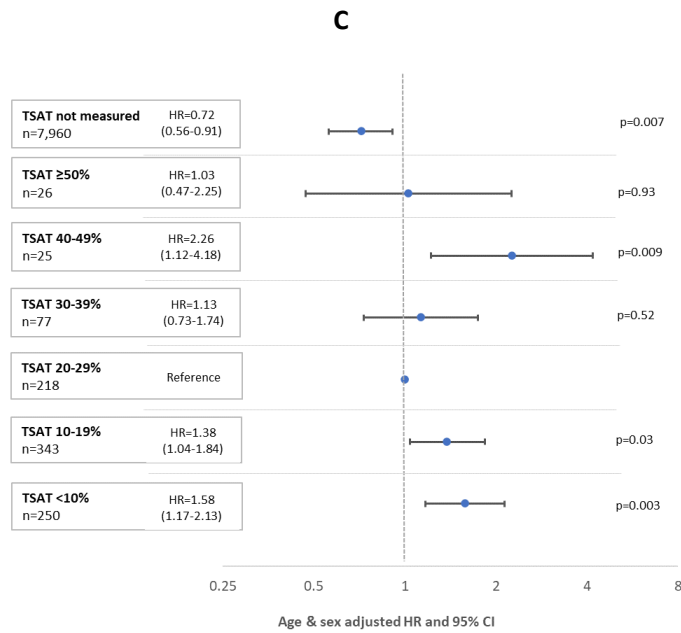 C
TSAT not measured
n=7,960
HR=0.72
(0.56-0.91)
p=0.007
TSAT ≥50%
n=26
HR=1.03
(0.47-2.25)
p=0.93
TSAT 40-49%
n=25
HR=2.26
(1.12-4.18)
p=0.009
TSAT 30-39%
n=77
HR=1.13
(0.73-1.74)
p=0.52
TSAT 20-29%
n=218
Reference
TSAT 10-19%
n=343
HR=1.38
(1.04-1.84)
p=0.03
TSAT <10%
n=250
HR=1.58
(1.17-2.13)
p=0.003
0.25 0.5 1 2 4 8
Age & sex adjusted HR and 95% CI